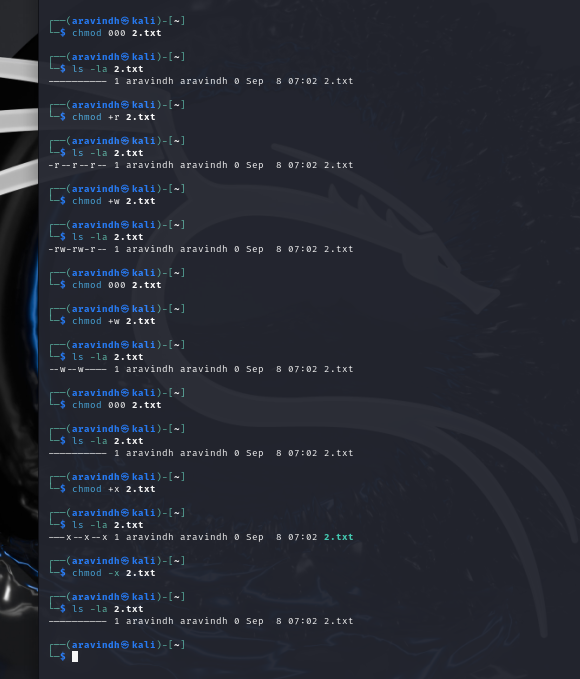 ┌──(aravindh㉿kali)-[~]
└─$ chmod 000 2.txt
┌──(aravindh㉿kali)-[~]
└─$ ls -la 2.txt
---------- 1 aravindh aravindh 0 Sep  8 07:02 2.txt
┌──(aravindh㉿kali)-[~]
└─$ chmod +r 2.txt
┌──(aravindh㉿kali)-[~]
└─$ ls -la 2.txt
-r--r--r-- 1 aravindh aravindh 0 Sep  8 07:02 2.txt
┌──(aravindh㉿kali)-[~]
└─$ chmod +w 2.txt
┌──(aravindh㉿kali)-[~]
└─$ ls -la 2.txt
-rw-rw-r-- 1 aravindh aravindh 0 Sep  8 07:02 2.txt
┌──(aravindh㉿kali)-[~]
└─$ chmod 000 2.txt
┌──(aravindh㉿kali)-[~]
└─$ chmod +w 2.txt
┌──(aravindh㉿kali)-[~]
└─$ ls -la 2.txt
--w--w---- 1 aravindh aravindh 0 Sep  8 07:02 2.txt
┌──(aravindh㉿kali)-[~]
└─$ chmod 000 2.txt
┌──(aravindh㉿kali)-[~]
└─$ ls -la 2.txt
---------- 1 aravindh aravindh 0 Sep  8 07:02 2.txt
┌──(aravindh㉿kali)-[~]
└─$ chmod +x 2.txt
┌──(aravindh㉿kali)-[~]
└─$ ls -la 2.txt
---x--x--x 1 aravindh aravindh 0 Sep  8 07:02 2.txt
┌──(aravindh㉿kali)-[~]
└─$ chmod -x 2.txt
┌──(aravindh㉿kali)-[~]
└─$ ls -la 2.txt
---------- 1 aravindh aravindh 0 Sep  8 07:02 2.txt
┌──(aravindh㉿kali)-[~]
└─$